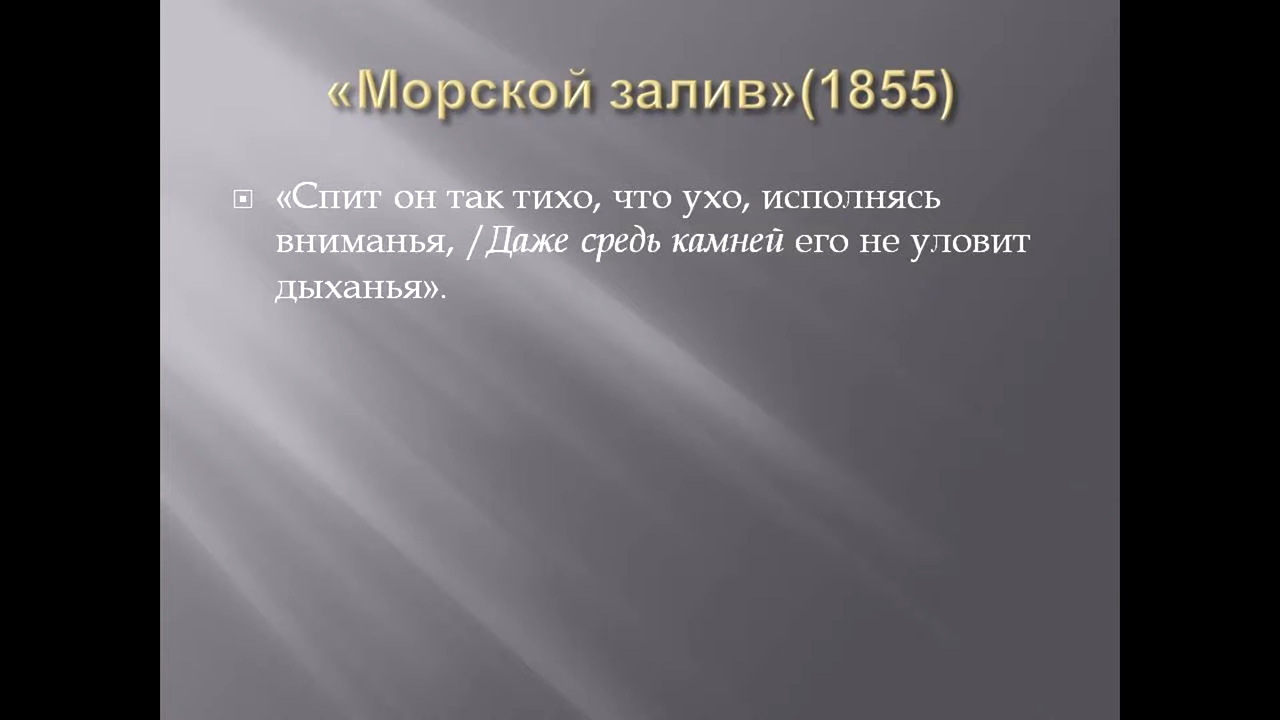 «Морской залив»(1855)
«Спит он так тихо, что ухо, исполнясь
вниманья, /Даже средь камней его не уловит
дыханья».